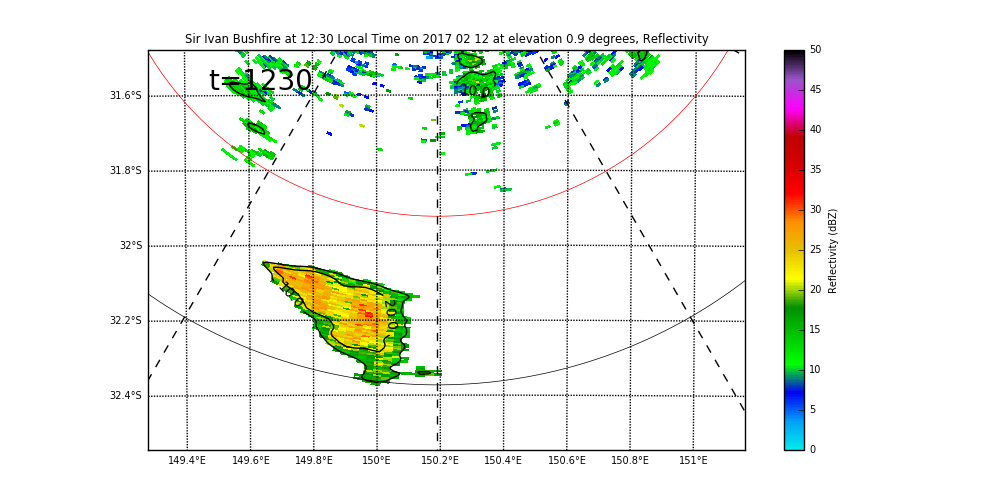 Sir Ivan Bushfire at 12:30 Local Time on 2017 02 12 at elevation 0.9 degrees, Reflectivity
t=1230
10.0
31.6°S
31.8°S
32°S
32.2°S
32.4°S
10.0
20.0
149.4°E 149.6°E 149.8°E 150°E 150.2°E 150.4°E 150.6°E 150.8°E 151°E
50
45
40
35
30
25
20
15
10
5
0
Reflectivity (dBZ)